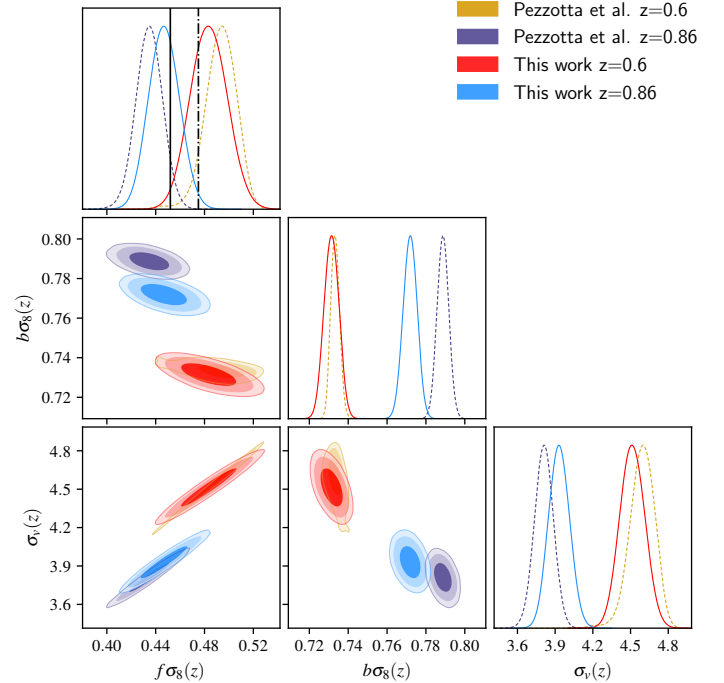 Pezzotta et al. z=0.6
Pezzotta et al. z=0.86
This work z=0.6
This work z=0.86
0.80
0.78
0.76
0.74
0.72
bσ₈(z)
4.8
4.5
4.2
3.9
3.6
σᵥ(z)
0.40 0.44 0.48 0.52
0.72 0.74 0.76 0.78 0.80
3.6 3.9 4.2 4.5 4.8
fσ₈(z)
bσ₈(z)
σᵥ(z)